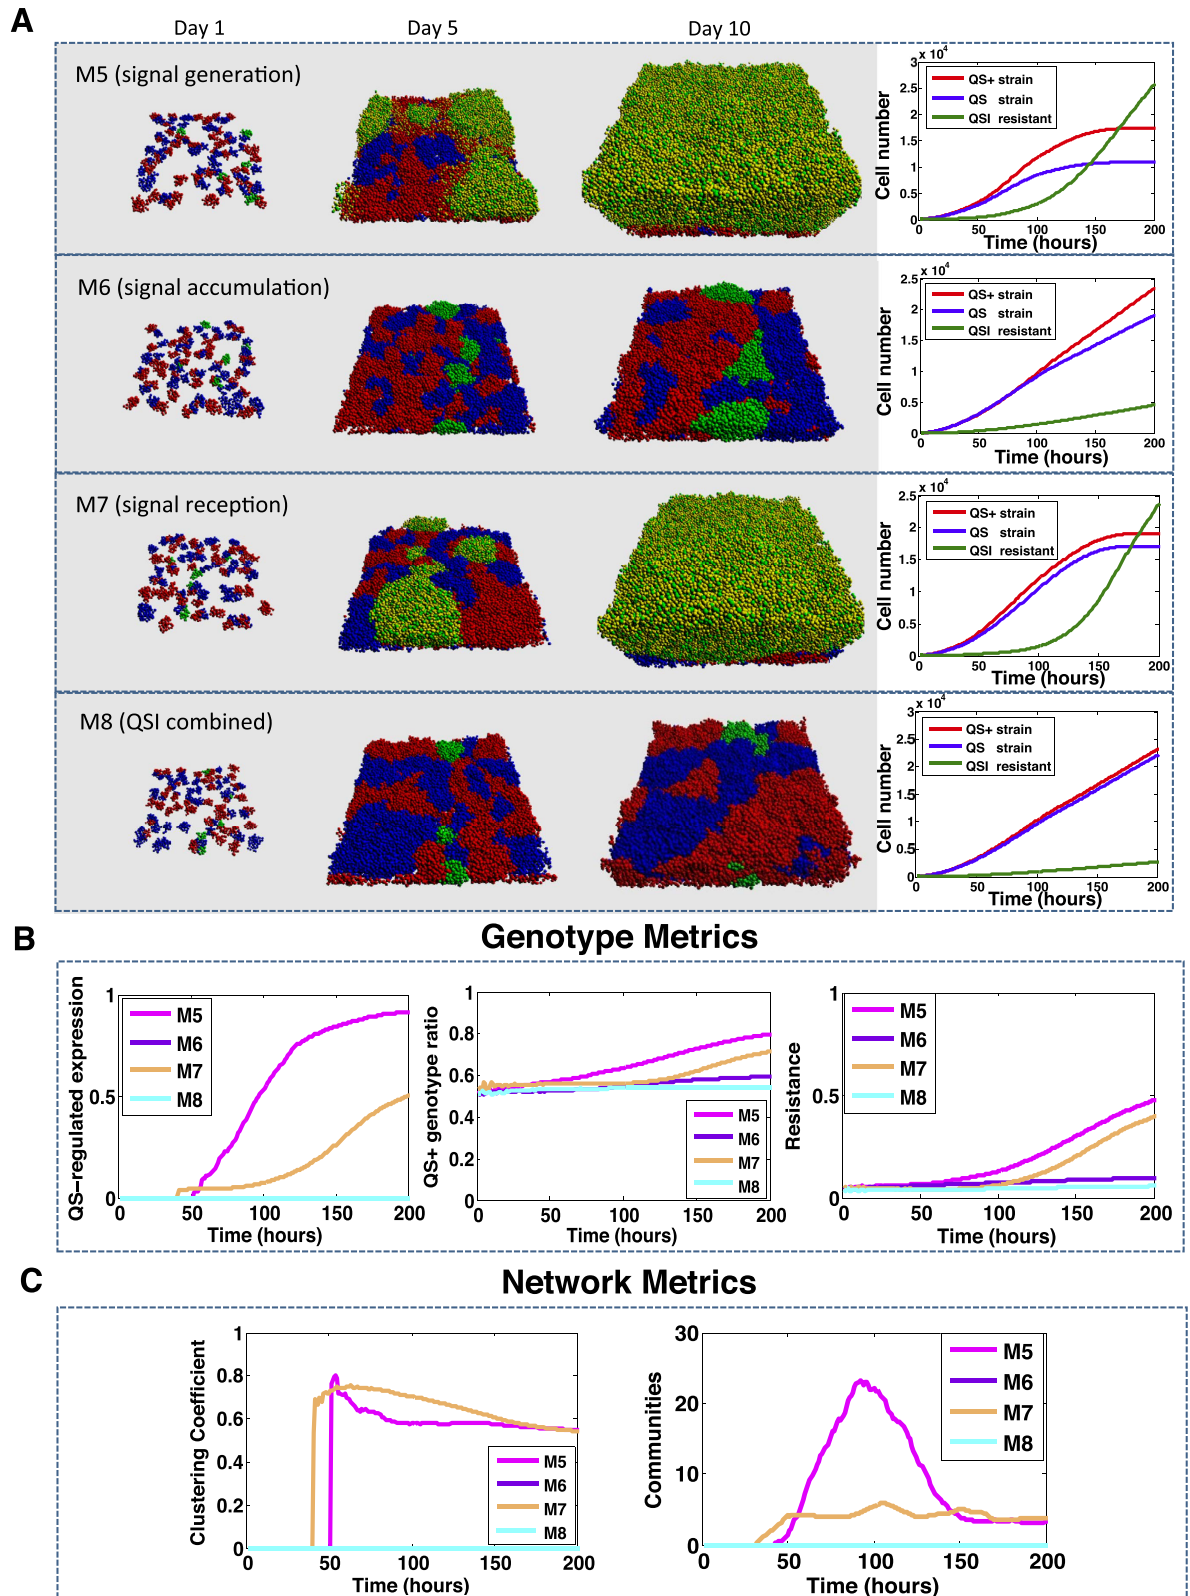 A
Day 1
Day 5
Day 10
M5 (signal generation)
x 10⁴
3
2.5
2
1.5
1
0.5
0
QS+ strain
QS strain
QSI resistant
Cell number
0 50 100 150 200
Time (hours)
M6 (signal accumulation)
x 10⁴
2.5
2
1.5
1
0.5
0
QS+ strain
QS strain
QSI resistant
Cell number
0 50 100 150 200
Time (hours)
M7 (signal reception)
x 10⁴
2.5
2
1.5
1
0.5
0
QS+ strain
QS strain
QSI resistant
Cell number
0 50 100 150 200
Time (hours)
M8 (QSI combined)
x 10⁴
3
2.5
2
1.5
1
0.5
0
QS+ strain
QS strain
QSI resistant
Cell number
0 50 100 150 200
Time (hours)
B
Genotype Metrics
QS-regulated expression
1
0.5
0
M5
M6
M7
M8
0 50 100 150 200
Time (hours)
QS+ genotype ratio
1
0.8
0.6
0.4
0.2
0
M5
M6
M7
M8
0 50 100 150 200
Time (hours)
Resistance
1
0.5
0
M5
M6
M7
M8
0 50 100 150 200
Time (hours)
C
Network Metrics
Clustering Coefficient
1
0.8
0.6
0.4
0.2
0
M5
M6
M7
M8
0 50 100 150 200
Time (hours)
Communities
30
20
10
0
M5
M6
M7
M8
0 50 100 150 200
Time (hours)